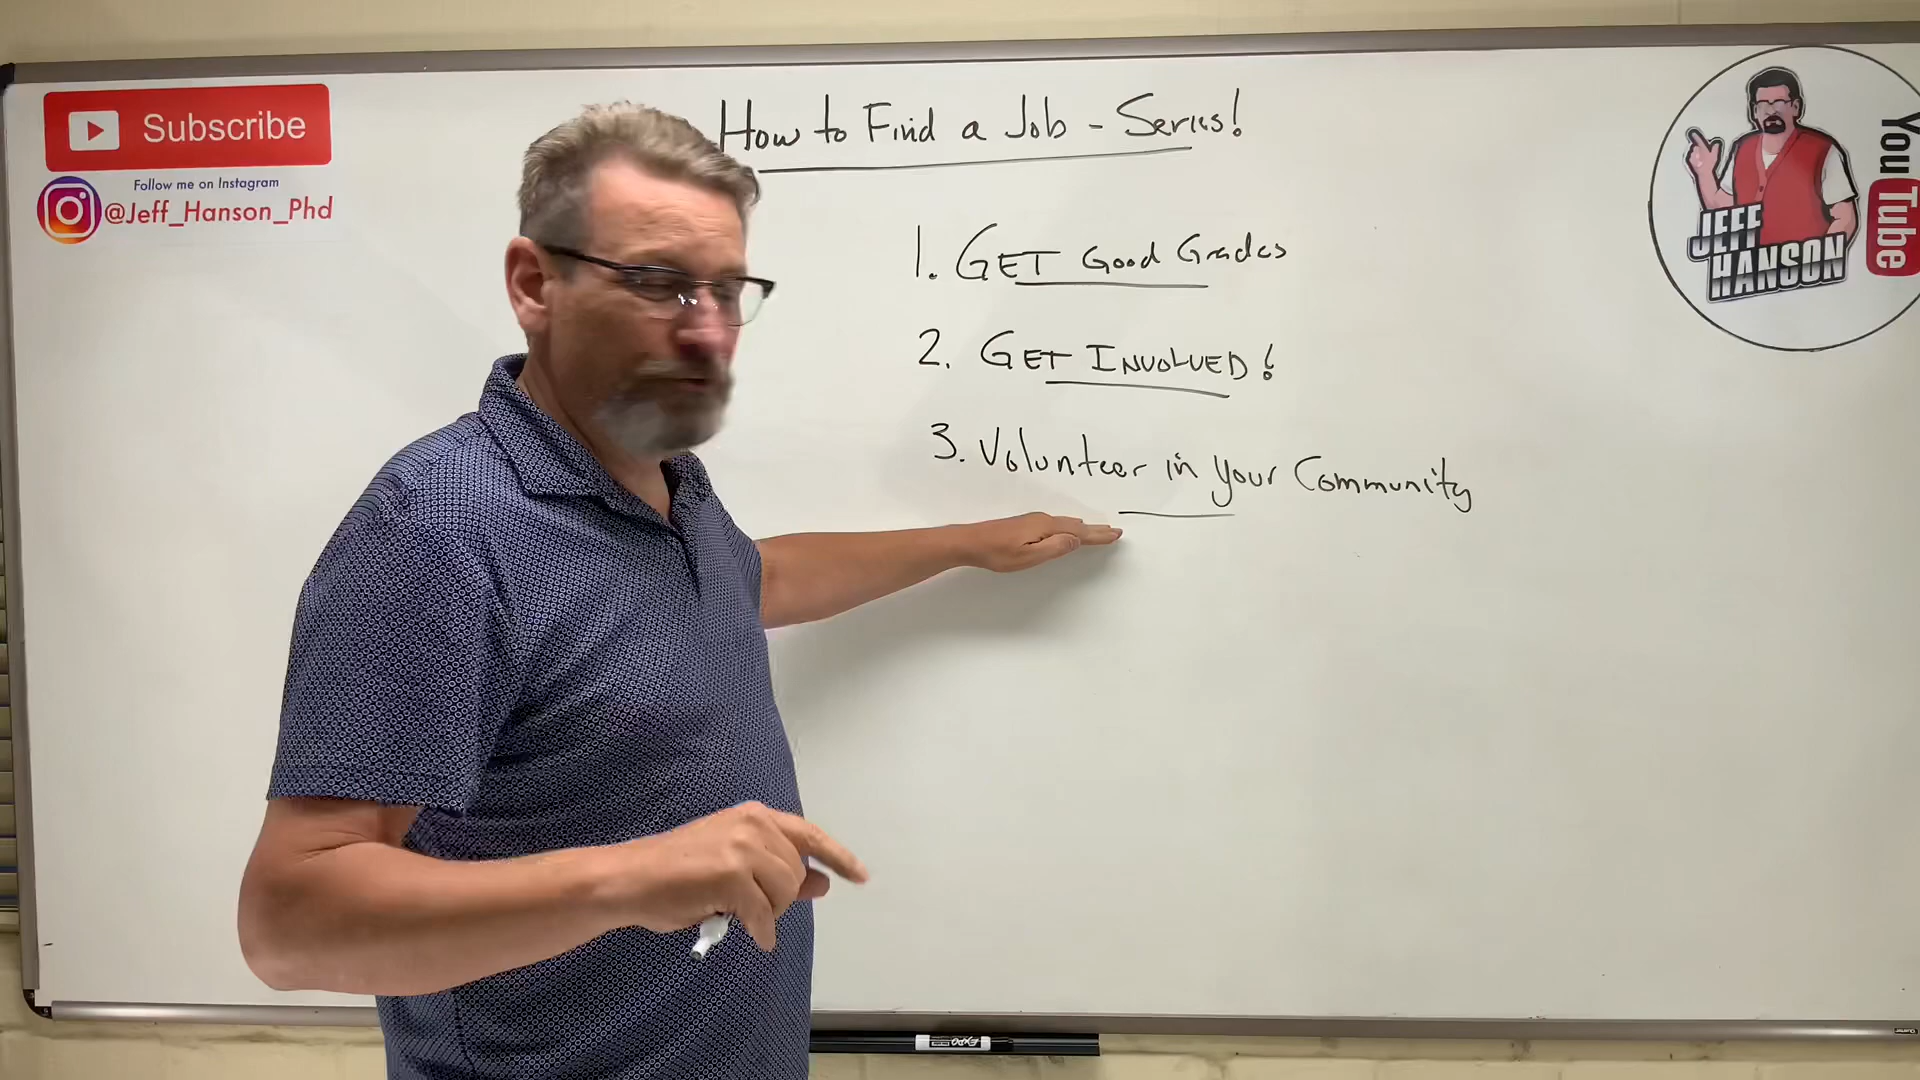 Subscribe
Follow me on Instagram
@Jeff_Hanson_Phd
How to Find a Job - Series!
1. GET Good Grades
2. GET INVOLVED!
3. Volunteer in your Community
JEFF
HANSON
YouTube
EXPO